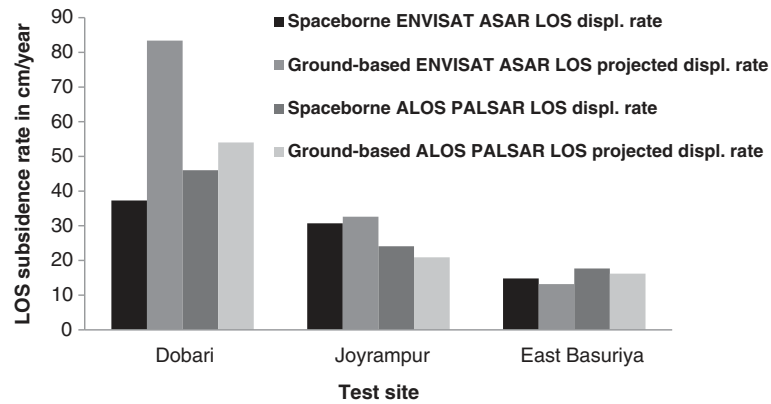 LOS subsidence rate in cm/year
90
80
70
60
50
40
30
20
10
0
Spaceborne ENVISAT ASAR LOS displ. rate
Ground-based ENVISAT ASAR LOS projected displ. rate
Spaceborne ALOS PALSAR LOS displ. rate
Ground-based ALOS PALSAR LOS projected displ. rate
Dobari
Joyrampur
East Basuriya
Test site